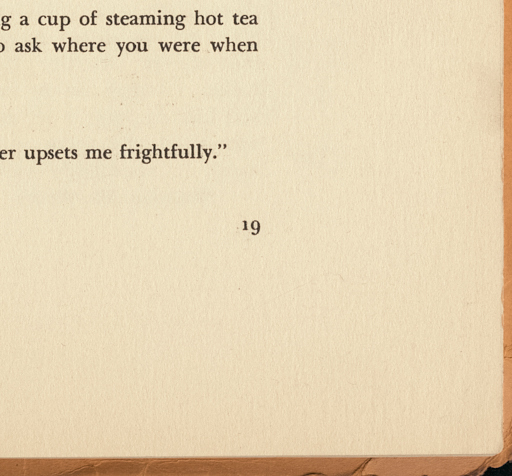 g a cup of steaming hot tea
o ask where you were when
er upsets me frightfully.”
19